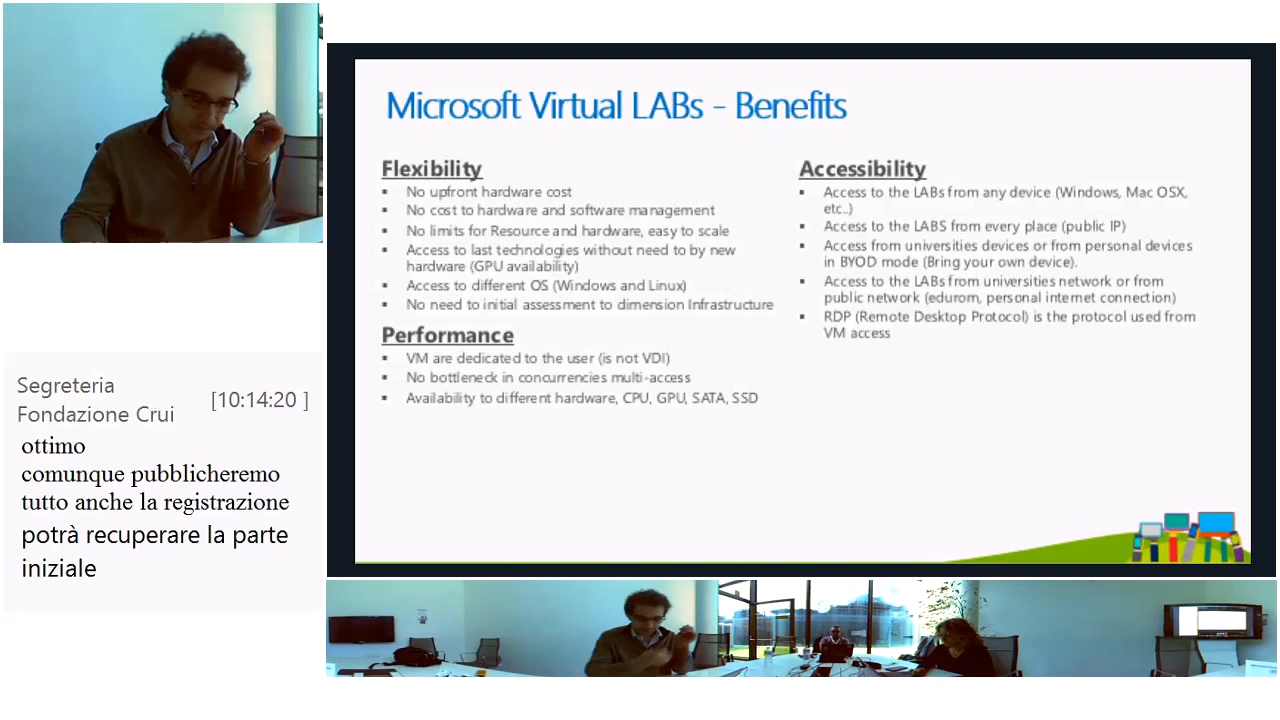 Microsoft Virtual LABs - Benefits
Flexibility
▪ No upfront hardware cost
▪ No cost to hardware and software management
▪ No limits for Resource and hardware, easy to scale
▪ Access to last technologies without need to by new
hardware (GPU availability)
▪ Access to different OS (Windows and Linux)
▪ No need to initial assessment to dimension Infrastructure
Performance
▪ VM are dedicated to the user (is not VDI)
▪ No bottleneck in concurrencies multi-access
▪ Availability to different hardware, CPU, GPU, SATA, SSD
Accessibility
▪ Access to the LABs from any device (Windows, Mac OSX,
etc..)
▪ Access to the LABS from every place (public IP)
▪ Access from universities devices or from personal devices
in BYOD mode (Bring your own device).
▪ Access to the LABs from universities network or from
public network (edurom, personal internet connection)
▪ RDP (Remote Desktop Protocol) is the protocol used from
VM access
Segreteria
Fondazione Crui [10:14:20 ]
ottimo
comunque pubblicheremo
tutto anche la registrazione
potrà recuperare la parte
iniziale